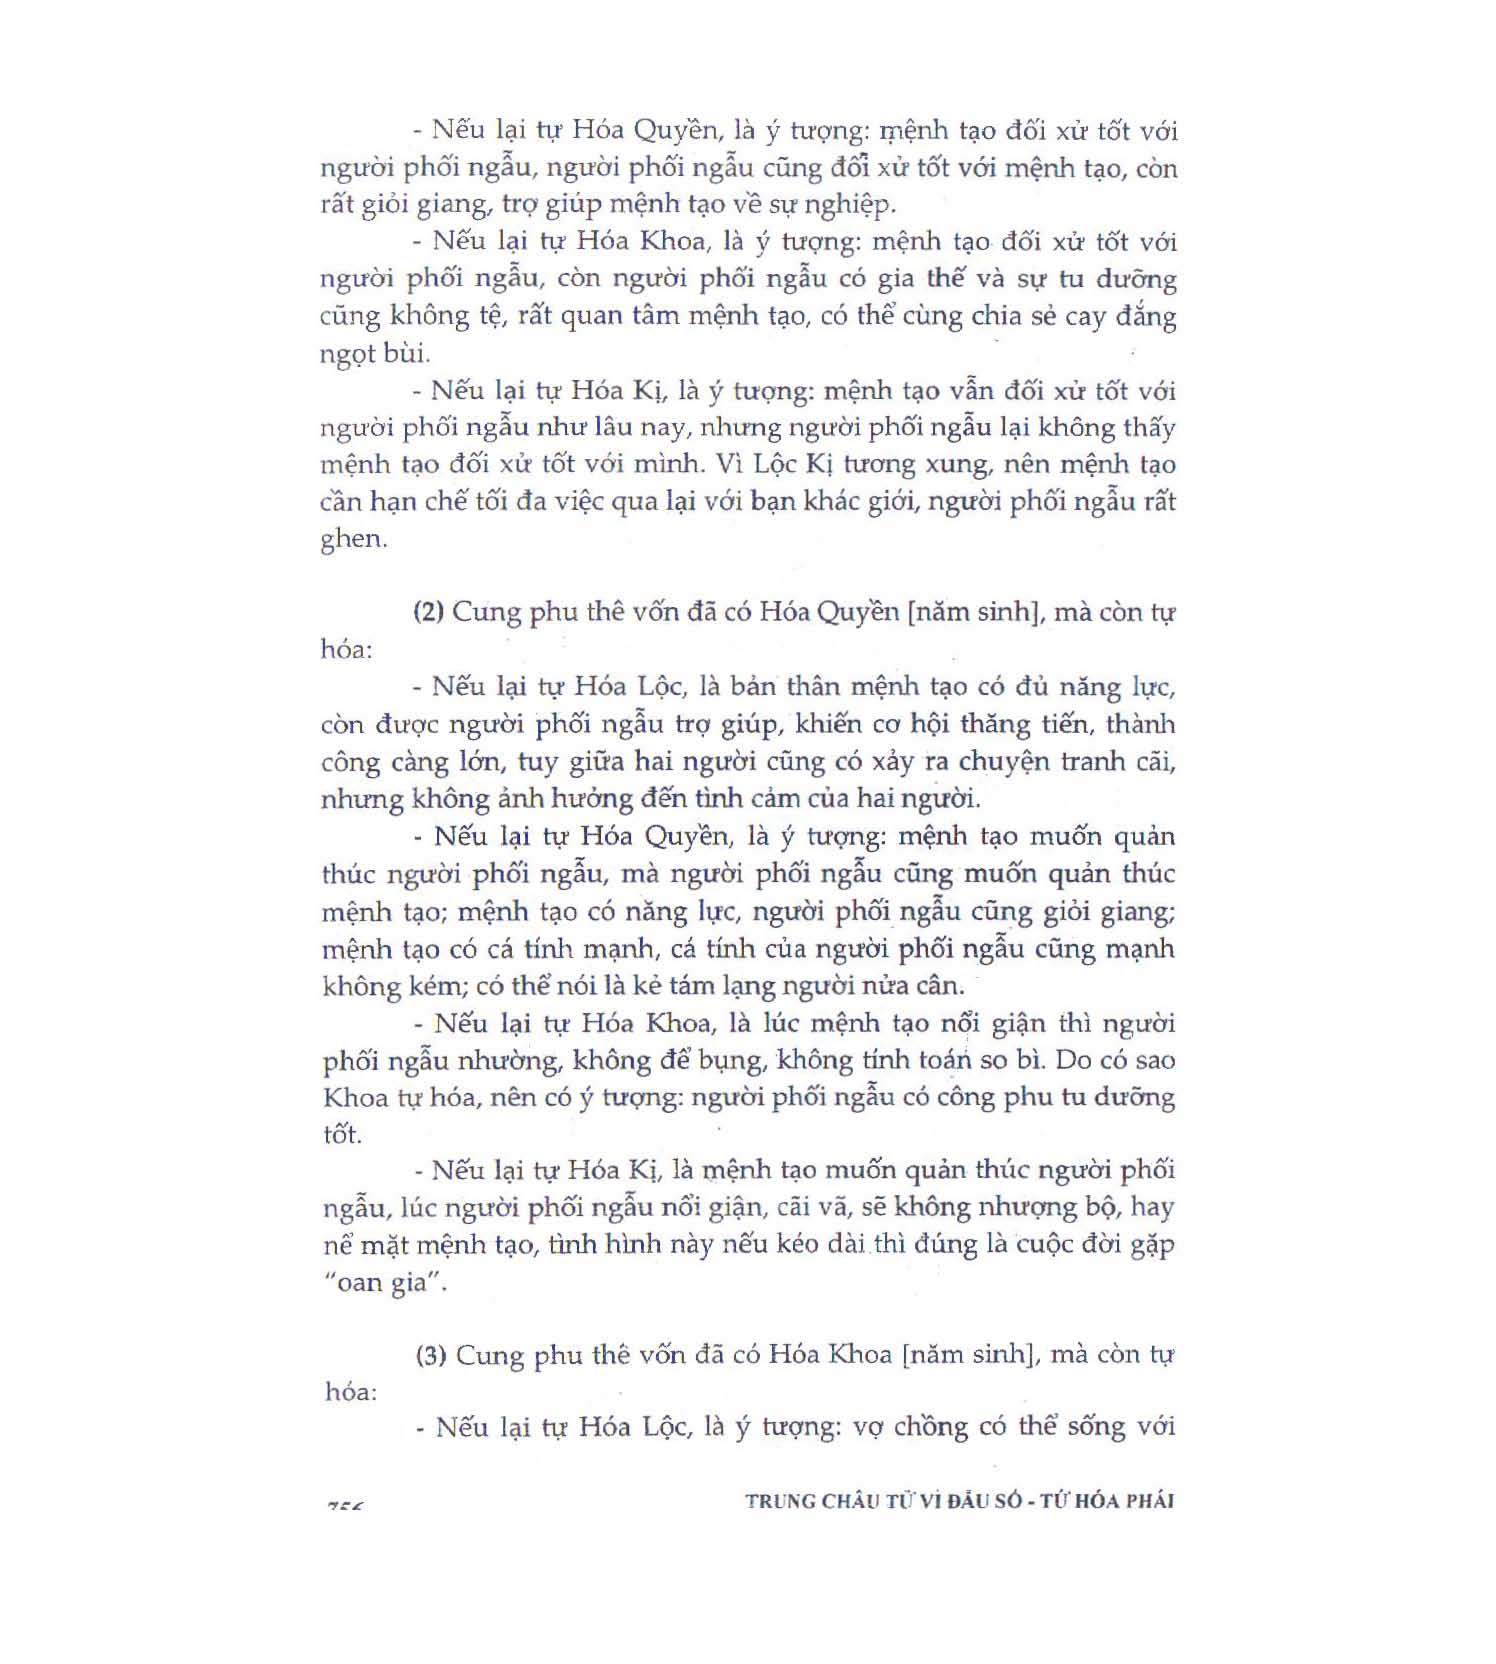 - Nếu lại tự Hóa Quyền, là ý tượng: mệnh tạo đối xử tốt với
người phối ngẫu, người phối ngẫu cũng đối xử tốt với mệnh tạo, còn
rất giỏi giang, trợ giúp mệnh tạo về sự nghiệp.
- Nếu lại tự Hóa Khoa, là ý tượng: mệnh tạo đối xử tốt với
người phối ngẫu, còn người phối ngẫu có gia thế và sự tu dưỡng
cũng không tệ, rất quan tâm mệnh tạo, có thể cùng chia sẻ cay đắng
ngọt bùi.
- Nếu lại tự Hóa Kị, là ý tượng: mệnh tạo vẫn đối xử tốt với
người phối ngẫu như lâu nay, nhưng người phối ngẫu lại không thấy
mệnh tạo đối xử tốt với mình. Vì Lộc Kị tương xung, nên mệnh tạo
cần hạn chế tối đa việc qua lại với bạn khác giới, người phối ngẫu rất
ghen.
(2) Cung phu thê vốn đã có Hóa Quyền [năm sinh], mà còn tự
hóa:
- Nếu lại tự Hóa Lộc, là bản thân mệnh tạo có đủ năng lực,
còn được người phối ngẫu trợ giúp, khiến cơ hội thăng tiến, thành
công càng lớn, tuy giữa hai người cũng có xảy ra chuyện tranh cãi,
nhưng không ảnh hưởng đến tình cảm của hai người.
- Nếu lại tự Hóa Quyền, là ý tượng: mệnh tạo muốn quản
thúc người phối ngẫu, mà người phối ngẫu cũng muốn quản thúc
mệnh tạo; mệnh tạo có năng lực, người phối ngẫu cũng giỏi giang;
mệnh tạo có cá tính mạnh, cá tính của người phối ngẫu cũng mạnh
không kém; có thể nói là kẻ tám lạng người nửa cân.
- Nếu lại tự Hóa Khoa, là lúc mệnh tạo nổi giận thì người
phối ngẫu nhường, không để bụng, không tính toán so bì. Do có sao
Khoa tự hóa, nên có ý tượng: người phối ngẫu có công phu tu dưỡng
tốt.
- Nếu lại tự Hóa Kị, là mệnh tạo muốn quản thúc người phối
ngẫu, lúc người phối ngẫu nổi giận, cãi vã, sẽ không nhượng bộ, hay
nể mặt mệnh tạo, tình hình này nếu kéo dài thì đúng là cuộc đời gặp
"oan gia".
(3) Cung phu thê vốn đã có Hóa Khoa [năm sinh], mà còn tự
hóa:
- Nếu lại tự Hóa Lộc, là ý tượng: vợ chồng có thể sống với
TRUNG CHÂU TỬ VI ĐẨU SỐ - TỨ HÓA PHÁI